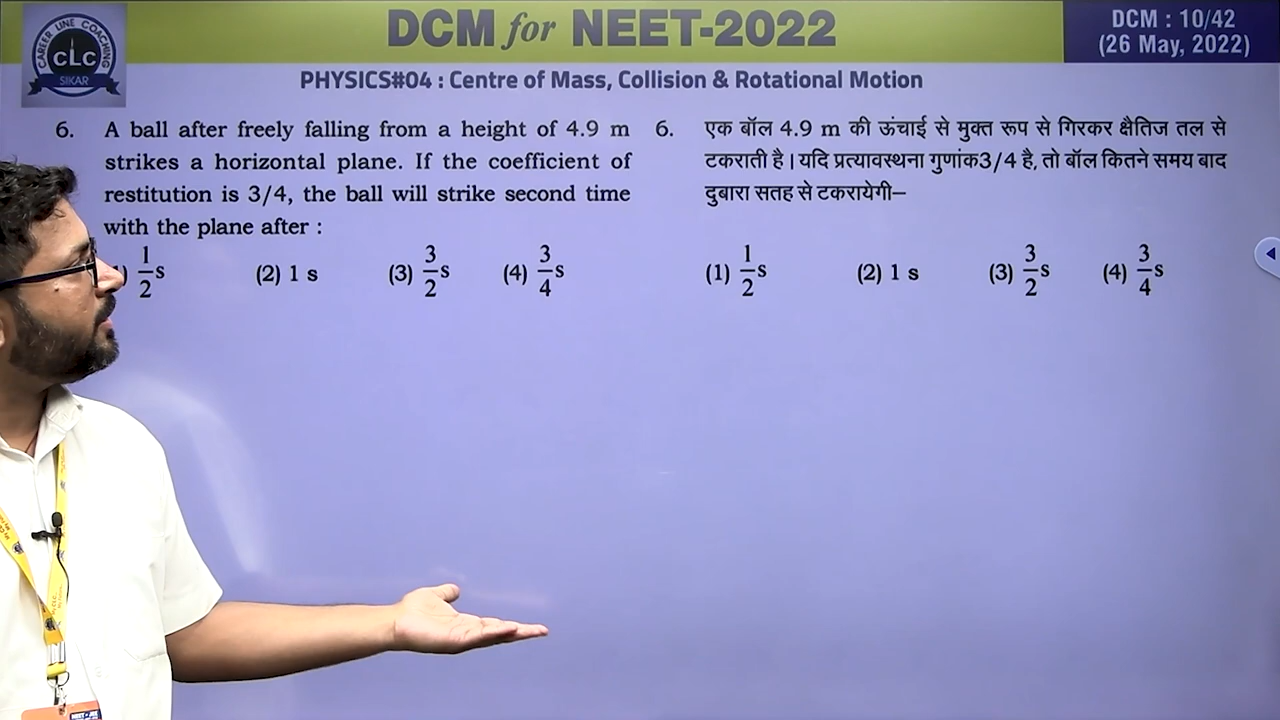 DCM for NEET-2022
DCM : 10/42
(26 May, 2022)
CAREER LINE COACHING
CLC
SIKAR
PHYSICS#04 : Centre of Mass, Collision & Rotational Motion
6. A ball after freely falling from a height of 4.9 m
strikes a horizontal plane. If the coefficient of
restitution is 3/4, the ball will strike second time
with the plane after :
1/2 s (2) 1 s (3) 3/2 s (4) 3/4 s
6. एक बॉल 4.9 m की ऊंचाई से मुक्त रूप से गिरकर क्षैतिज तल से
टकराती है। यदि प्रत्यावस्थना गुणांक3/4 है, तो बॉल कितने समय बाद
दुबारा सतह से टकरायेगी–
(1) 1/2 s (2) 1 s (3) 3/2 s (4) 3/4 s